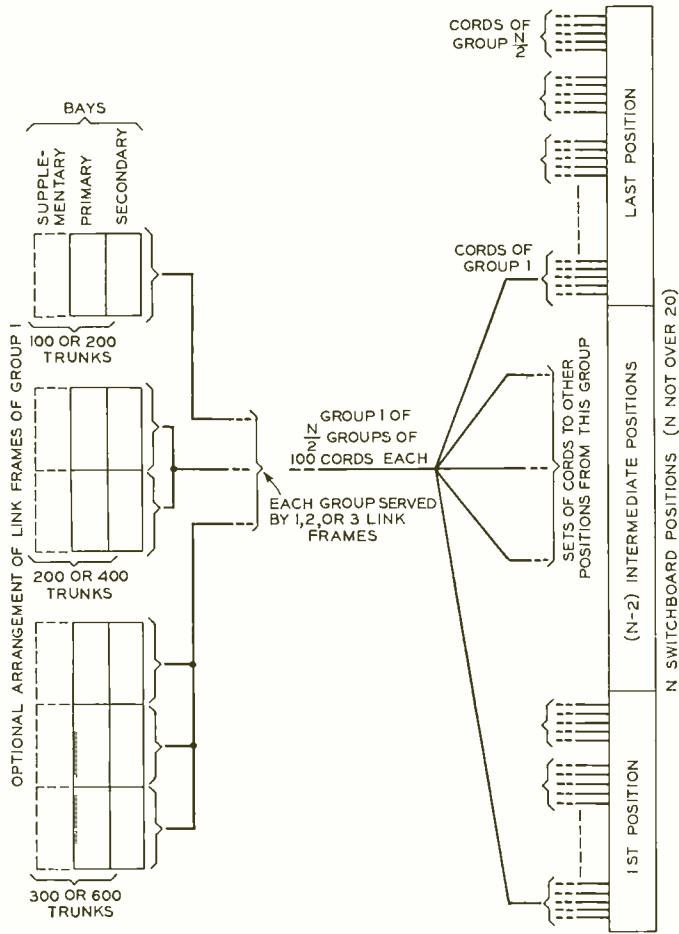 OPTIONAL ARRANGEMENT OF LINK FRAMES OF GROUP 1
BAYS
SUPPLE-
MENTARY
PRIMARY
SECONDARY
100 OR 200
TRUNKS
200 OR 400
TRUNKS
300 OR 600
TRUNKS
GROUP 1 OF
N/2 GROUPS OF
100 CORDS EACH
EACH GROUP SERVED
BY 1, 2, OR 3 LINK
FRAMES
CORDS OF
GROUP N/2
CORDS OF
GROUP 1
SETS OF CORDS TO OTHER
POSITIONS FROM THIS GROUP
1ST POSITION
(N-2) INTERMEDIATE POSITIONS
LAST POSITION
N SWITCHBOARD POSITIONS (N NOT OVER 20)